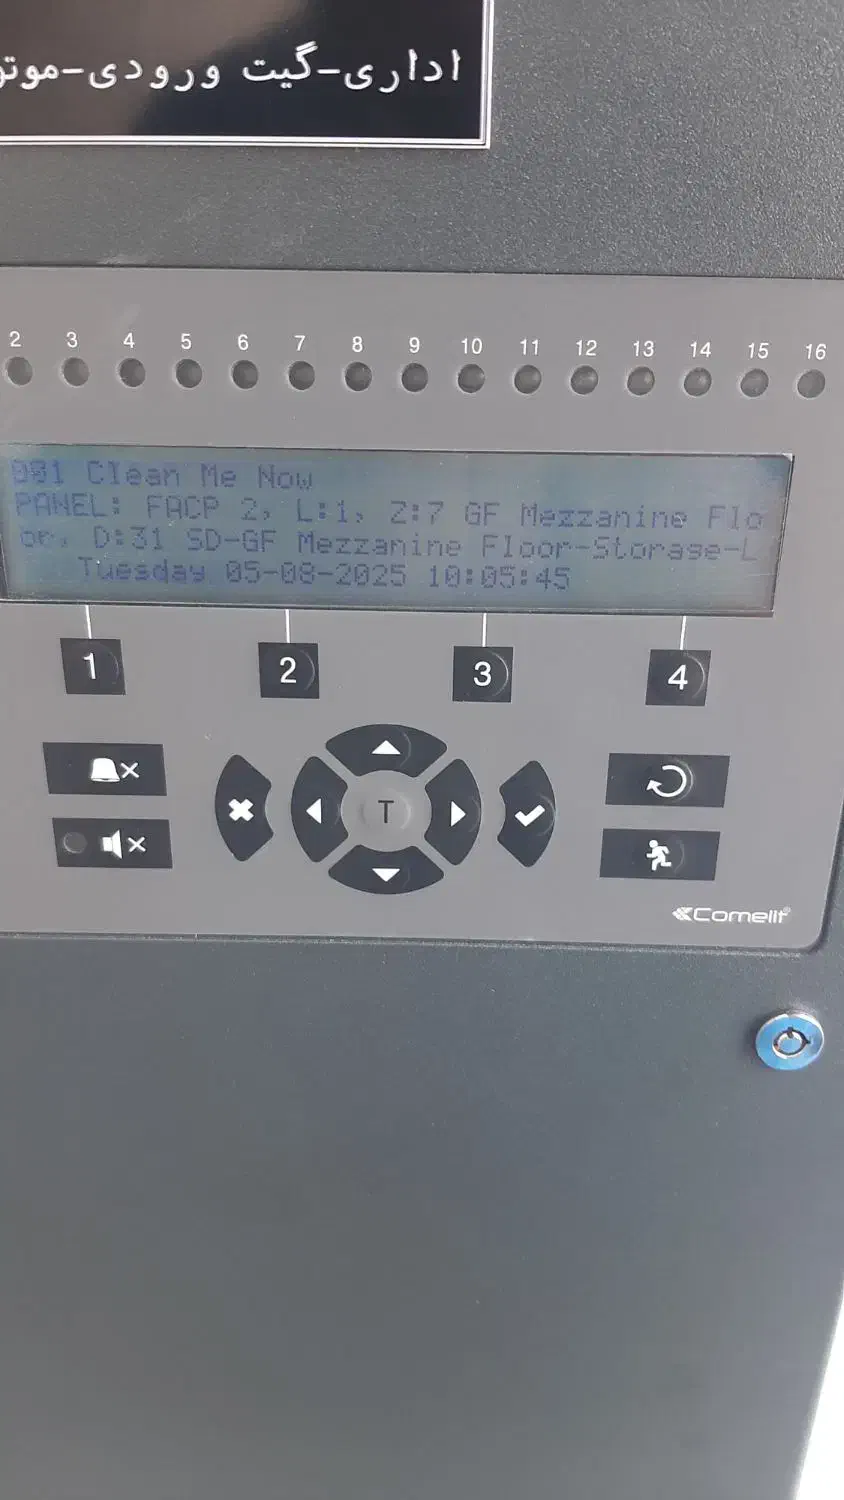 اداری-گیت ورودی-
2 3 4 5 6 7 8 9 10 11 12 13 14 15 16
001 Clean Me Now
PANEL: FACP 2, L:1, Z:7 GF Mezzanine Flo
or, D:31 SD-GF Mezzanine Floor-Storage-L
Tuesday 05-08-2025 10:05:45
1 2 3 4
T
Comelit